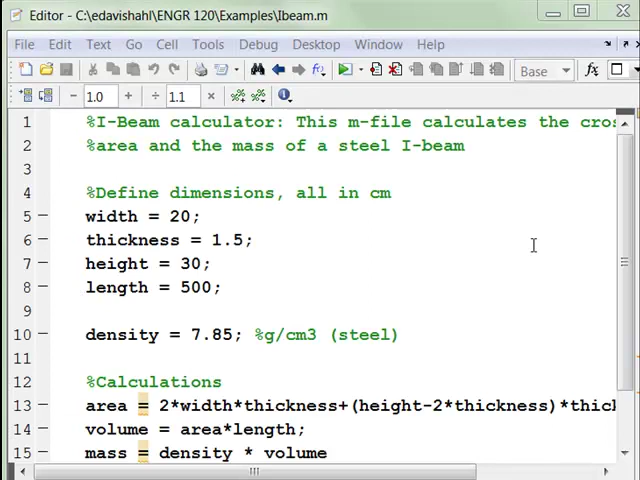 Editor - C:\edavishahl\ENGR 120\Examples\Ibeam.m
File Edit Text Go Cell Tools Debug Desktop Window Help
Base fx
− 1.0 + ÷ 1.1 ×
1 %I-Beam calculator: This m-file calculates the cros
2 %area and the mass of a steel I-beam
3
4 %Define dimensions, all in cm
5 − width = 20;
6 − thickness = 1.5;
7 − height = 30;
8 − length = 500;
9
10 − density = 7.85; %g/cm3 (steel)
11
12 %Calculations
13 − area = 2*width*thickness+(height-2*thickness)*thick
14 − volume = area*length;
15 − mass = density * volume